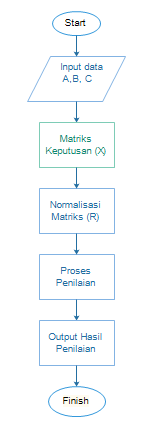 Start
Input data
A,B, C
Matriks
Keputusan (X)
Normalisasi
Matriks (R)
Proses
Penilaian
Output Hasil
Penilaian
Finish